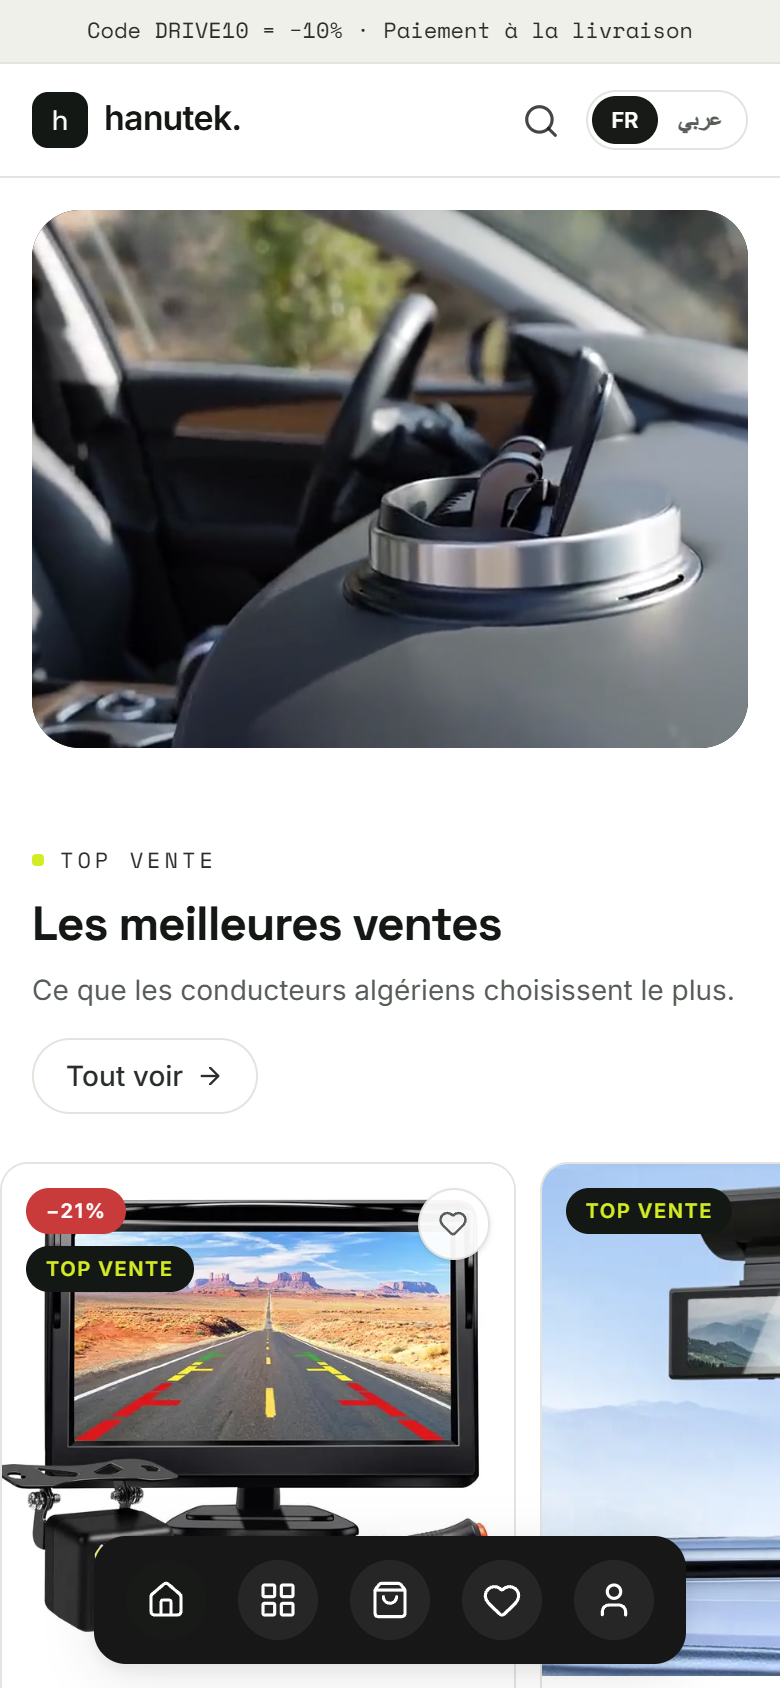 Code DRIVE10 = −10% · Paiement à la livraison
h hanutek.
FR عربي
TOP VENTE
Les meilleures ventes
Ce que les conducteurs algériens choisissent le plus.
Tout voir →
−21%
TOP VENTE
TOP VENTE